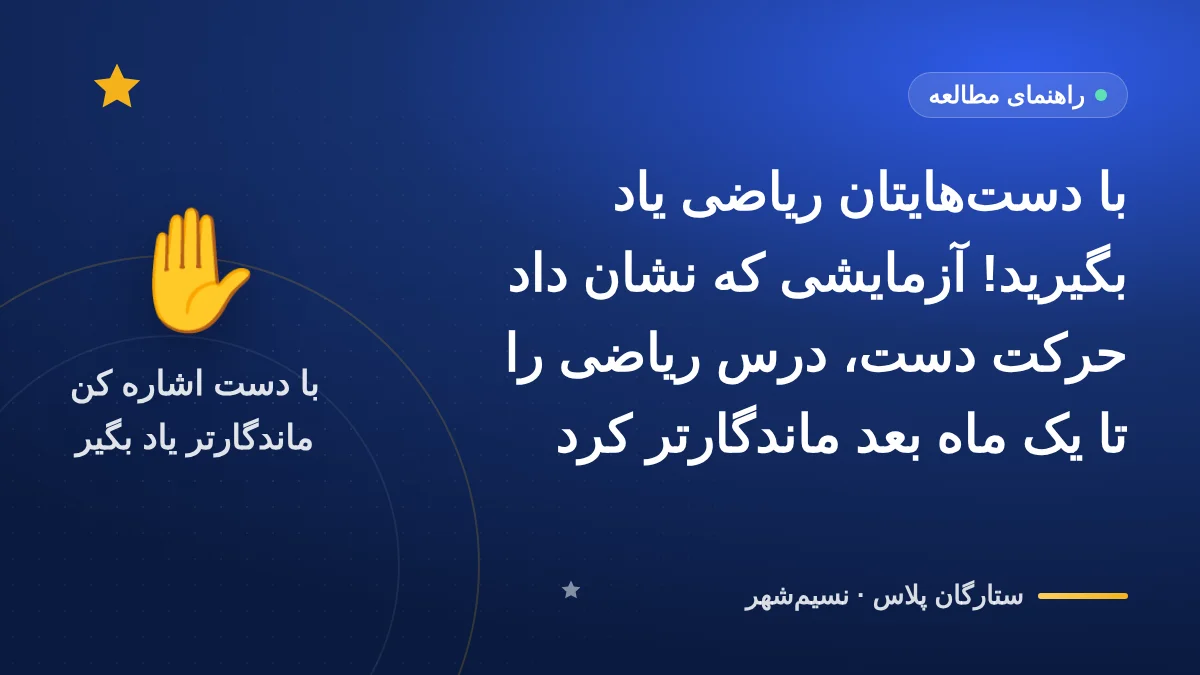 راهنمای مطالعه
با دست‌هایتان ریاضی یاد
بگیرید! آزمایشی که نشان داد
حرکت دست، درس ریاضی را
تا یک ماه بعد ماندگارتر کرد
با دست اشاره کن
ماندگارتر یاد بگیر
ستارگان پلاس · نسیم‌شهر